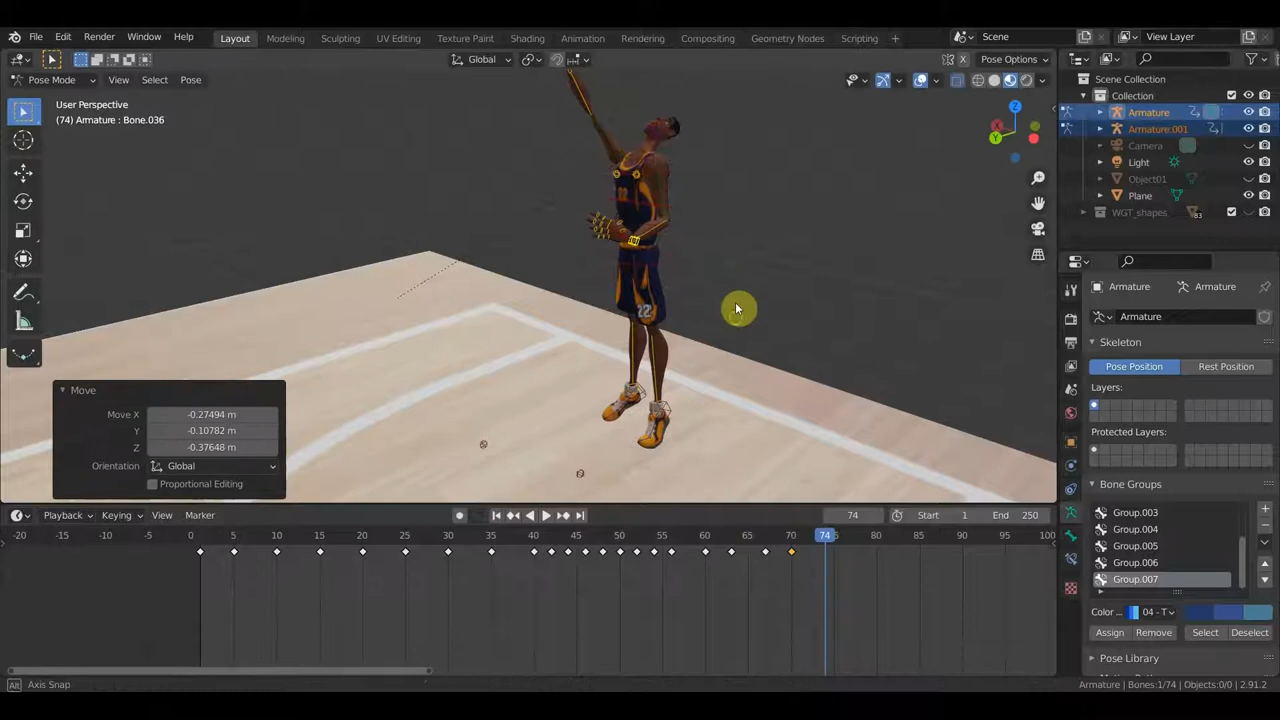 File Edit Render Window Help Layout Modeling Sculpting UV Editing Texture Paint Shading Animation Rendering Compositing Geometry Nodes Scripting + Scene View Layer
Global Pose Options
Pose Mode View Select Pose
User Perspective
(74) Armature : Bone.036
Z
X
Y
22
22
Scene Collection
Collection
Armature
Armature.001
Camera
Light
Object01
Plane
WGT_shapes 83
Armature Armature
Armature
Skeleton
Pose Position Rest Position
Layers:
Protected Layers:
Bone Groups
Group.003
Group.004
Group.005
Group.006
Group.007
Color ... 04 - T
Assign Remove Select Deselect
Pose Library
Move
Move X -0.27494 m
Y -0.10782 m
Z -0.37648 m
Orientation Global
Proportional Editing
Playback Keying View Marker 74 Start 1 End 250
-20 -15 -10 -5 0 5 10 15 20 25 30 35 40 45 50 55 60 65 70 74 80 85 90 95 100
Alt Axis Snap
Armature | Bones:1/74 | Objects:0/0 | 2.91.2